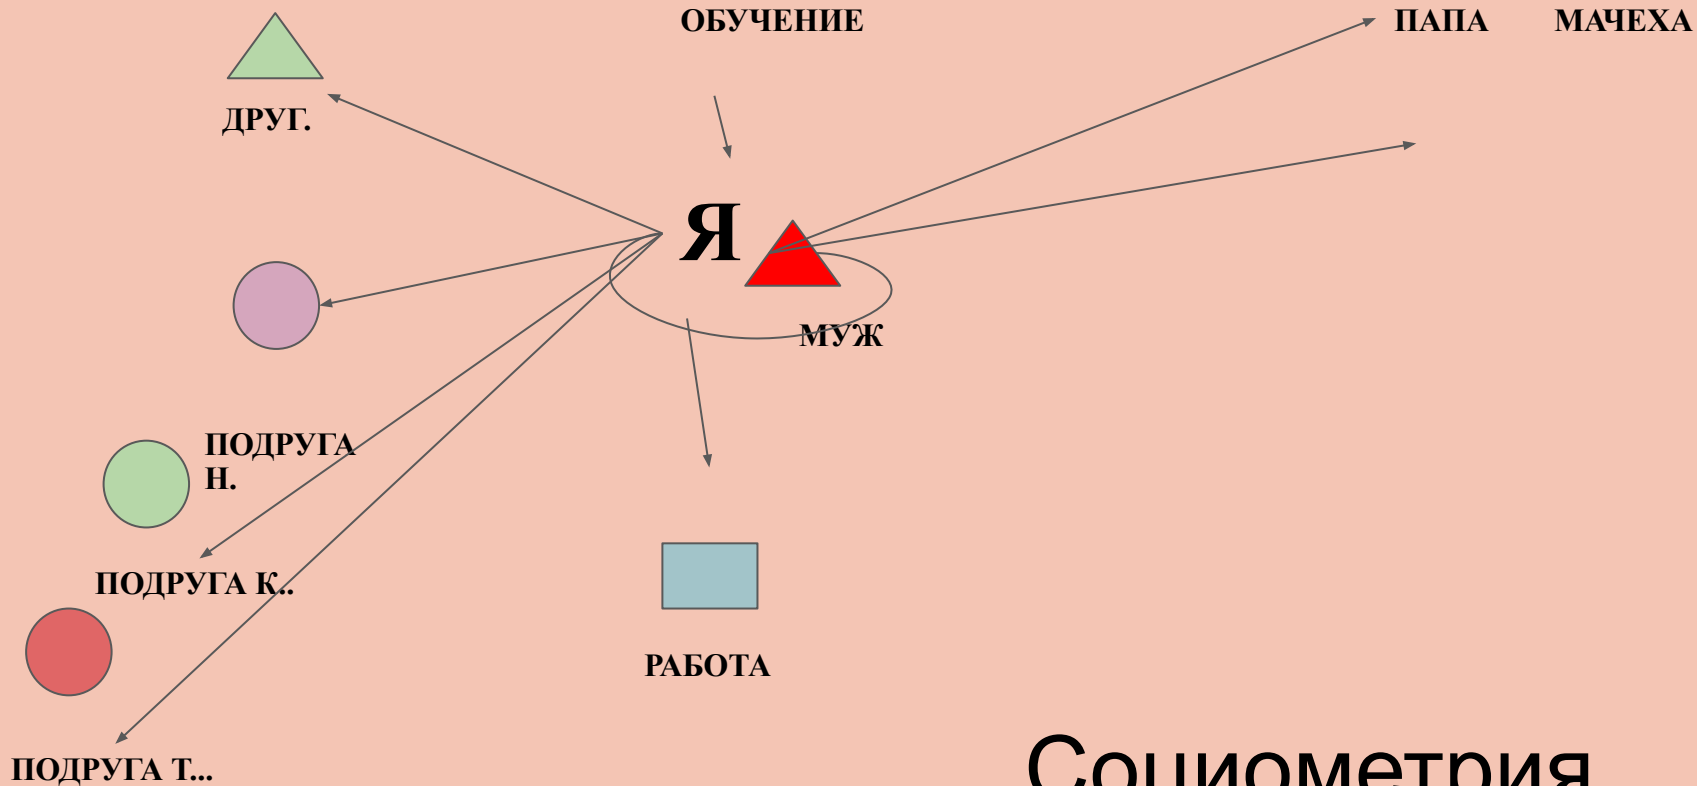 ОБУЧЕНИЕ
ПАПА
МАЧЕХА
ДРУГ.
Я
МУЖ
ПОДРУГА
Н.
ПОДРУГА К..
РАБОТА
ПОДРУГА Т...
Социометрия